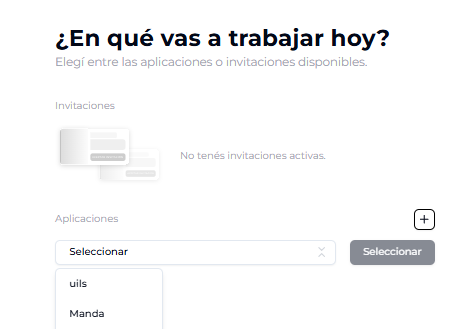 ¿En qué vas a trabajar hoy?
Elegí entre las aplicaciones o invitaciones disponibles.
Invitaciones
No tenés invitaciones activas.
Aplicaciones
Seleccionar
Seleccionar
uils
Manda